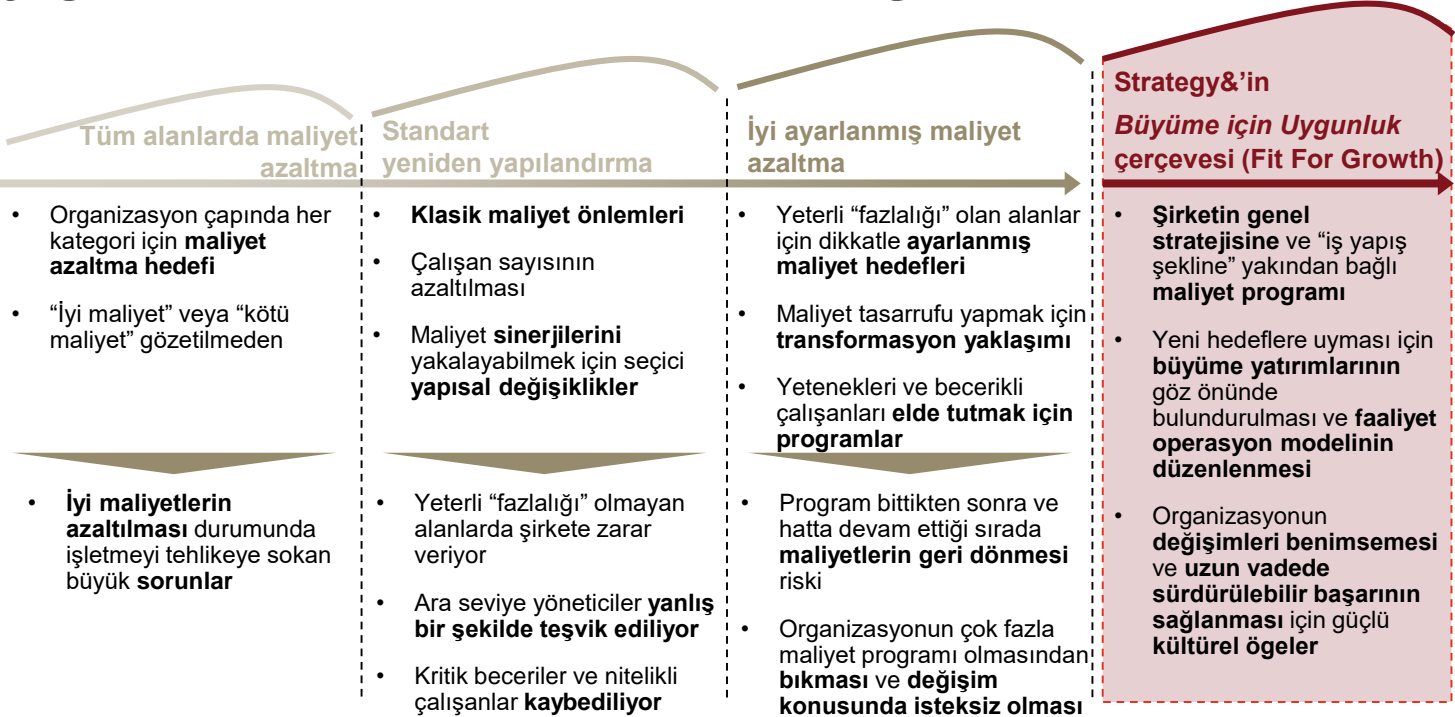 Tüm alanlarda maliyet
azaltma
• Organizasyon çapında her
kategori için maliyet
azaltma hedefi
• “İyi maliyet” veya “kötü
maliyet” gözetilmeden
• İyi maliyetlerin
azaltılması durumunda
işletmeyi tehlikeye sokan
büyük sorunlar
Standart
yeniden yapılandırma
• Klasik maliyet önlemleri
• Çalışan sayısının
azaltılması
• Maliyet sinerjilerini
yakalayabilmek için seçici
yapısal değişiklikler
• Yeterli “fazlalığı” olmayan
alanlarda şirkete zarar
veriyor
• Ara seviye yöneticiler yanlış
bir şekilde teşvik ediliyor
• Kritik beceriler ve nitelikli
çalışanlar kaybediliyor
İyi ayarlanmış maliyet
azaltma
• Yeterli “fazlalığı” olan alanlar
için dikkatle ayarlanmış
maliyet hedefleri
• Maliyet tasarrufu yapmak için
transformasyon yaklaşımı
• Yetenekleri ve becerikli
çalışanları elde tutmak için
programlar
• Program bittikten sonra ve
hatta devam ettiği sırada
maliyetlerin geri dönmesi
riski
• Organizasyonun çok fazla
maliyet programı olmasından
bıkması ve değişim
konusunda isteksiz olması
Strategy&’in
Büyüme için Uygunluk
çerçevesi (Fit For Growth)
• Şirketin genel
stratejisine ve “iş yapış
şekline” yakından bağlı
maliyet programı
• Yeni hedeflere uyması için
büyüme yatırımlarının
göz önünde
bulundurulması ve faaliyet
operasyon modelinin
düzenlenmesi
• Organizasyonun
değişimleri benimsemesi
ve uzun vadede
sürdürülebilir başarının
sağlanması için güçlü
kültürel ögeler